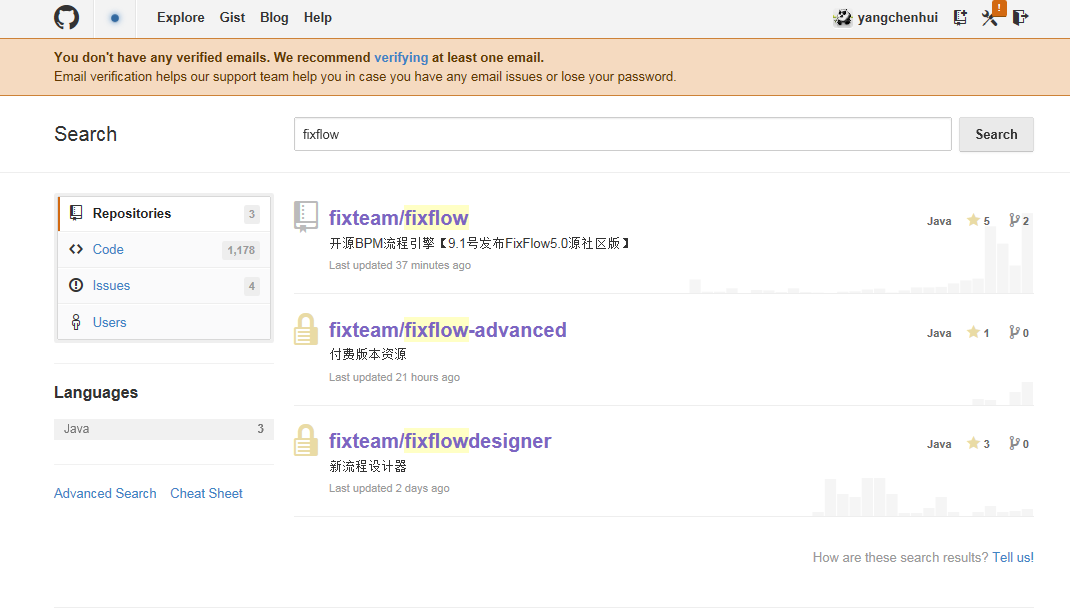 Explore Gist Blog Help yangchenhui !
You don't have any verified emails. We recommend verifying at least one email.
Email verification helps our support team help you in case you have any email issues or lose your password.
Search fixflow Search
Repositories 3
Code 1,178
Issues 4
Users
Languages
Java 3
Advanced Search Cheat Sheet
fixteam/fixflow Java 5 2
开源BPM流程引擎【9.1号发布FixFlow5.0源社区版】
Last updated 37 minutes ago
fixteam/fixflow-advanced Java 1 0
付费版本资源
Last updated 21 hours ago
fixteam/fixflowdesigner Java 3 0
新流程设计器
Last updated 2 days ago
How are these search results? Tell us!